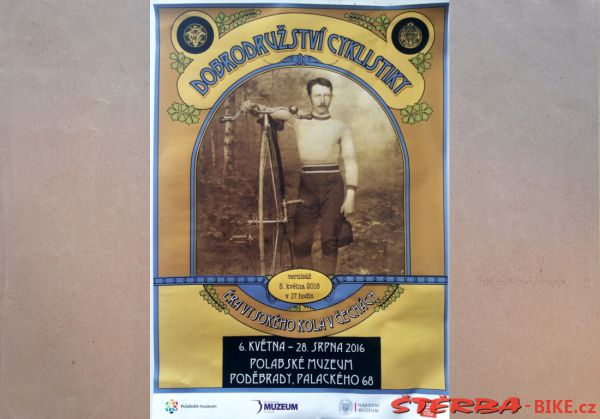 DOBRODRUŽSTVÍ CYKLISTIKY
vernisáž
5. května 2016
v 17 hodin
ÉRA VYSOKÉHO KOLA V ČECHÁCH
6. KVĚTNA – 28. SRPNA 2016
POLABSKÉ MUZEUM
PODĚBRADY, PALACKÉHO 68
Polabské muzeum
MUZEUM
NÁRODNÍ
MUZEUM
STERBA-BIKE.cz